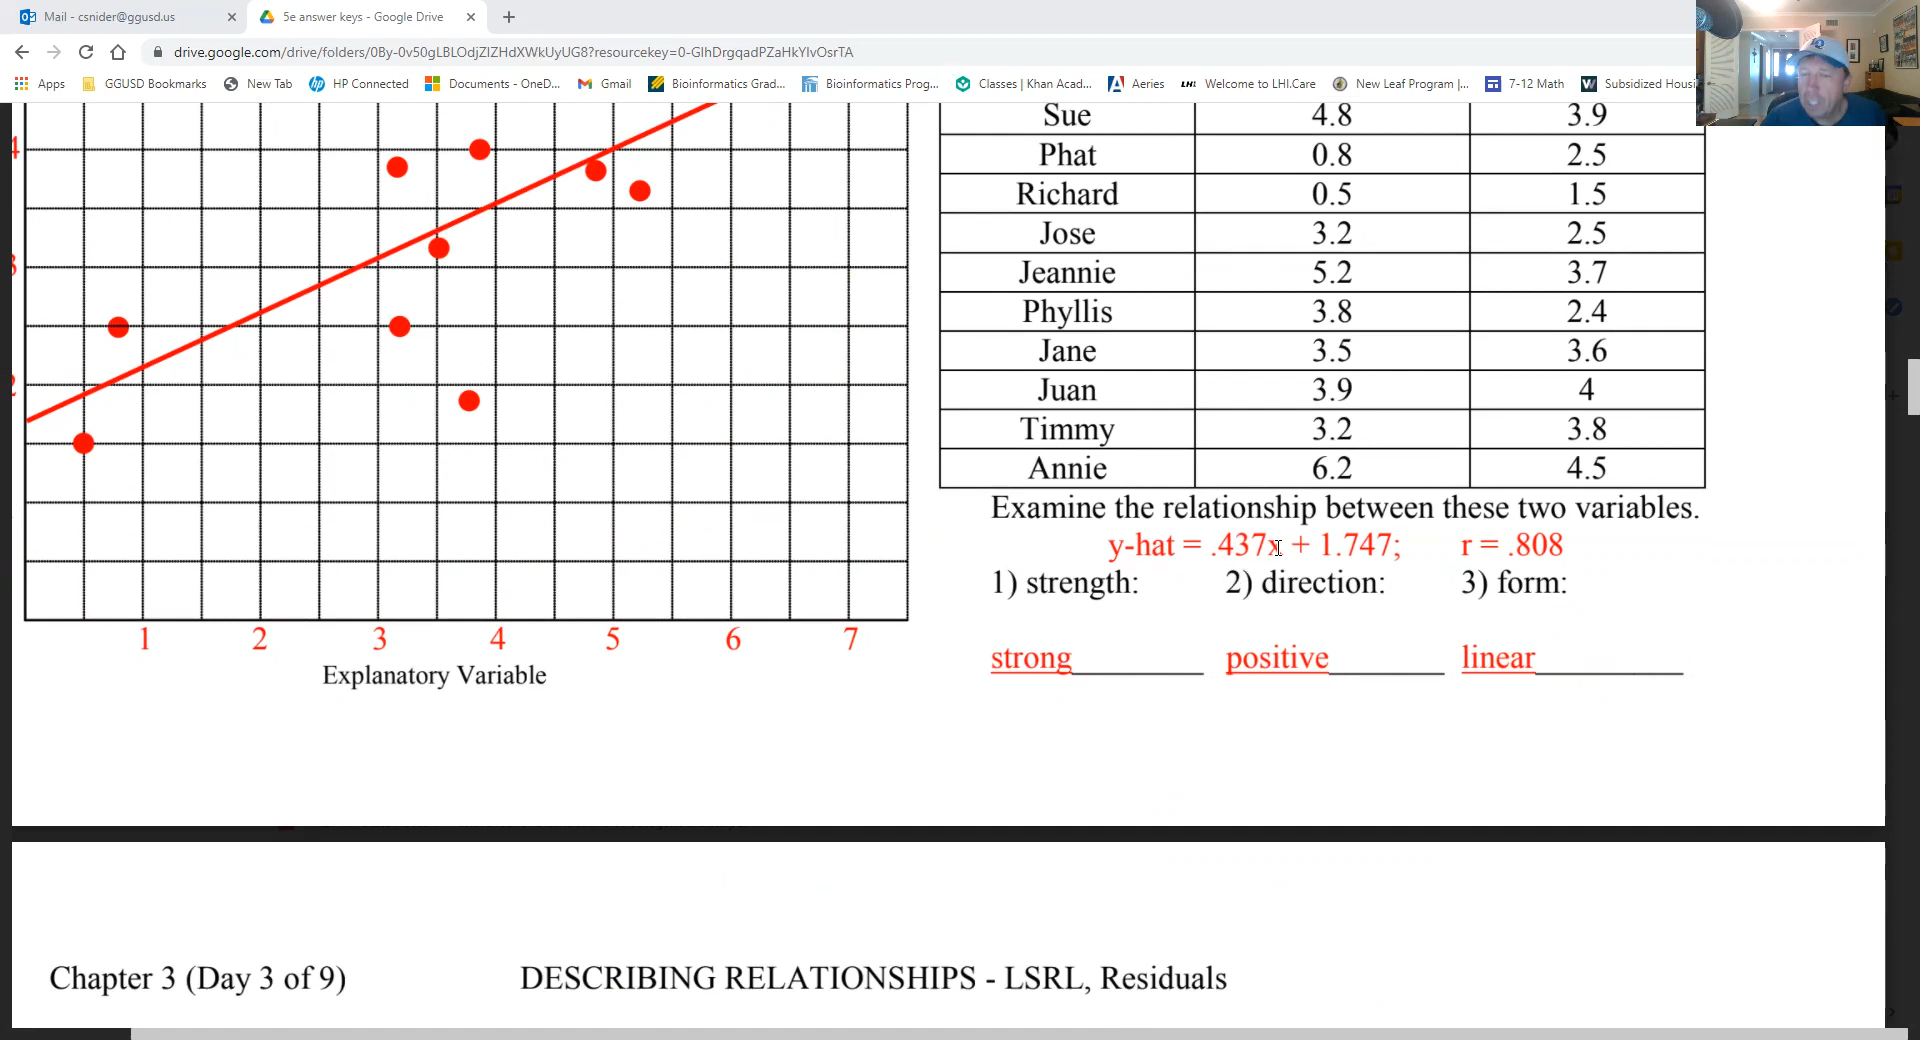 Mail - csnider@ggusd.us
5e answer keys - Google Drive
drive.google.com/drive/folders/0By-0v50gLBLOdjZlZHdXWkUyUG8?resourcekey=0-GlhDrgqadPZaHkYlvOsrTA
Apps GGUSD Bookmarks New Tab HP Connected Documents - OneD... Gmail Bioinformatics Grad... Bioinformatics Prog... Classes | Khan Acad... Aeries LHI Welcome to LHI.Care New Leaf Program |... 7-12 Math Subsidized Housi
Sue 4.8 3.9
Phat 0.8 2.5
Richard 0.5 1.5
Jose 3.2 2.5
Jeannie 5.2 3.7
Phyllis 3.8 2.4
Jane 3.5 3.6
Juan 3.9 4
Timmy 3.2 3.8
Annie 6.2 4.5
4
3
2
1 2 3 4 5 6 7
Explanatory Variable
Examine the relationship between these two variables.
y-hat = .437x + 1.747; r = .808
1) strength: 2) direction: 3) form:
strong positive linear
Chapter 3 (Day 3 of 9) DESCRIBING RELATIONSHIPS - LSRL, Residuals